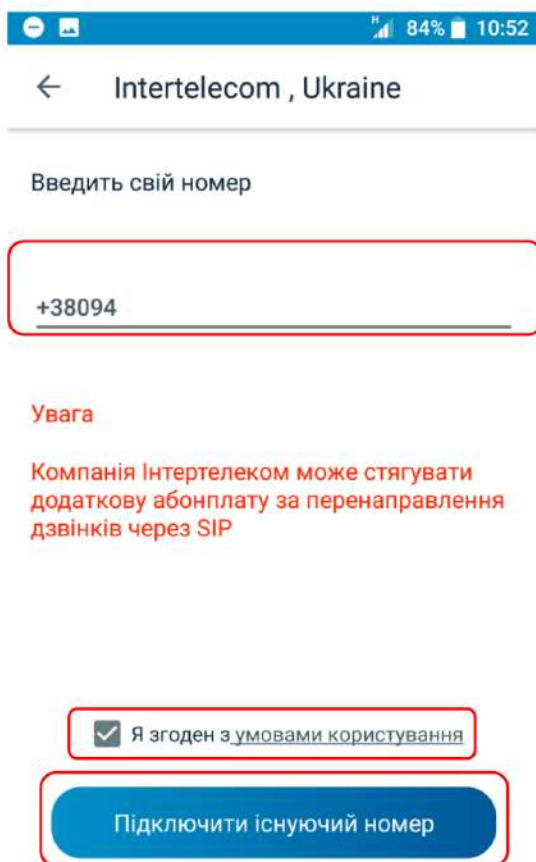 H 84% 10:52
Intertelecom , Ukraine
Введить свій номер
+38094
Увага
Компанія Інтертелеком може стягувати
додаткову абонплату за перенаправлення
дзвінків через SIP
Я згоден з умовами користування
Підключити існуючий номер